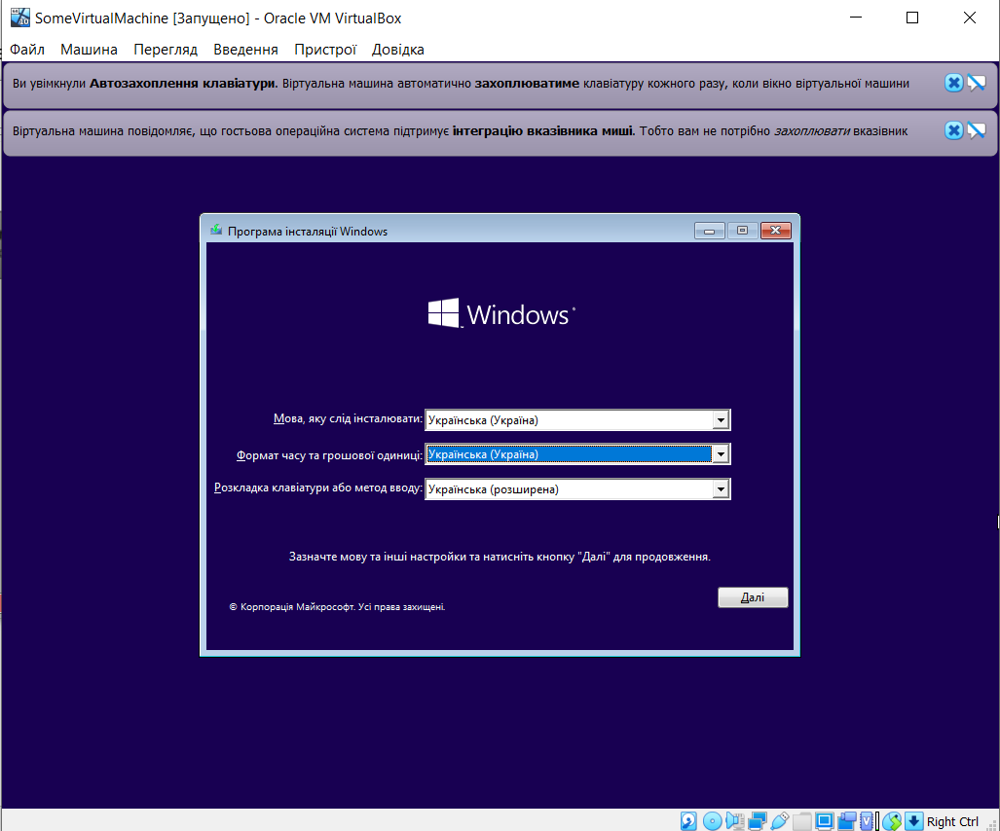 SomeVirtualMachine [Запущено] - Oracle VM VirtualBox
Файл Машина Перегляд Введення Пристрої Довідка
Ви увімкнули Автозахоплення клавіатури. Віртуальна машина автоматично захоплюватиме клавіатуру кожного разу, коли вікно віртуальної машини
Віртуальна машина повідомляє, що гостьова операційна система підтримує інтеграцію вказівника миші. Тобто вам не потрібно захоплювати вказівник
Програма інсталяції Windows
Windows
Мова, яку слід інсталювати: Українська (Україна)
Формат часу та грошової одиниці: Українська (Україна)
Розкладка клавіатури або метод вводу: Українська (розширена)
Зазначте мову та інші настройки та натисніть кнопку "Далі" для продовження.
Далі
© Корпорація Майкрософт. Усі права захищені.
Right Ctrl